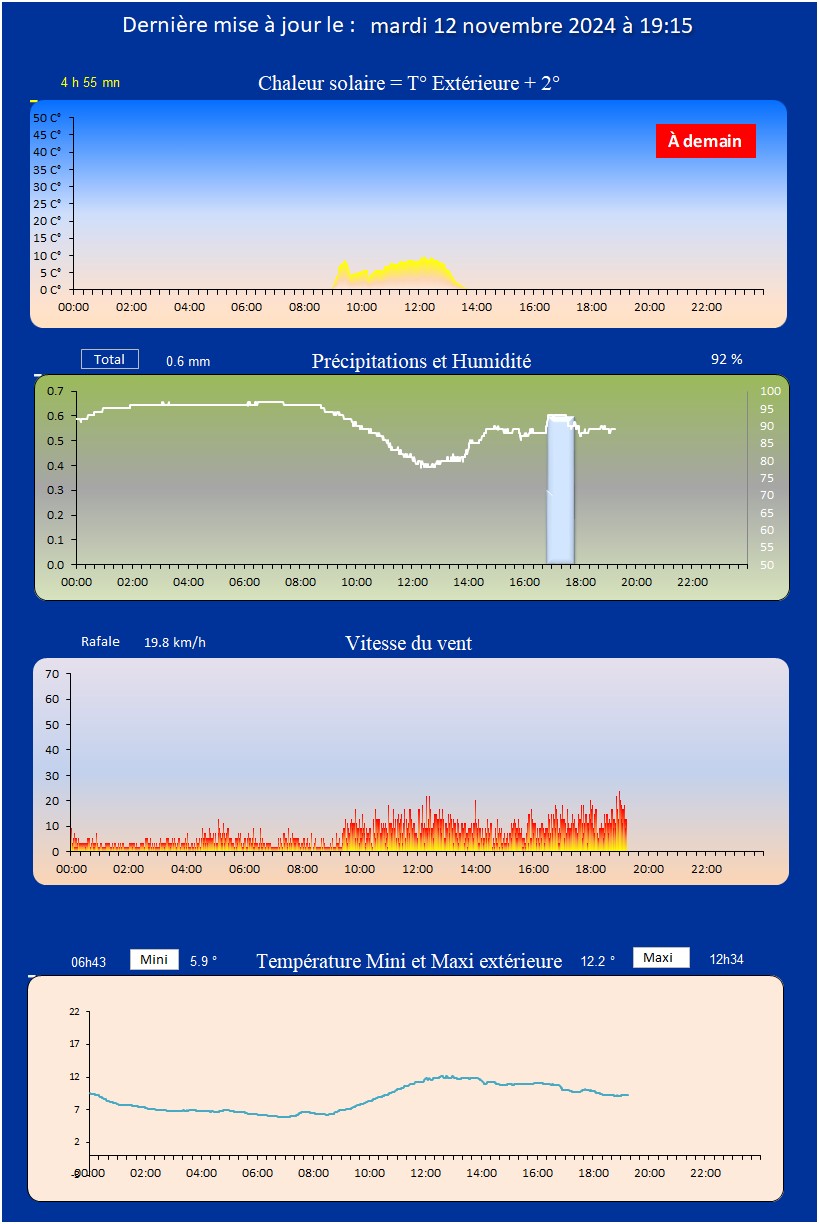 Dernière mise à jour le : mardi 12 novembre 2024 à 19:15
4 h 55 mn Chaleur solaire = T° Extérieure + 2°
À demain
50 C°
45 C°
40 C°
35 C°
30 C°
25 C°
20 C°
15 C°
10 C°
5 C°
0 C°
00:00 02:00 04:00 06:00 08:00 10:00 12:00 14:00 16:00 18:00 20:00 22:00
Total 0.6 mm Précipitations et Humidité 92 %
0.7 100
0.6 95
0.5 90
0.4 85
0.3 80
0.2 75
0.1 70
0.0 65
60
55
50
00:00 02:00 04:00 06:00 08:00 10:00 12:00 14:00 16:00 18:00 20:00 22:00
Rafale 19.8 km/h Vitesse du vent
70
60
50
40
30
20
10
0
00:00 02:00 04:00 06:00 08:00 10:00 12:00 14:00 16:00 18:00 20:00 22:00
06h43 Mini 5.9 ° Température Mini et Maxi extérieure 12.2 ° Maxi 12h34
22
17
12
7
2
-3
00:00 02:00 04:00 06:00 08:00 10:00 12:00 14:00 16:00 18:00 20:00 22:00